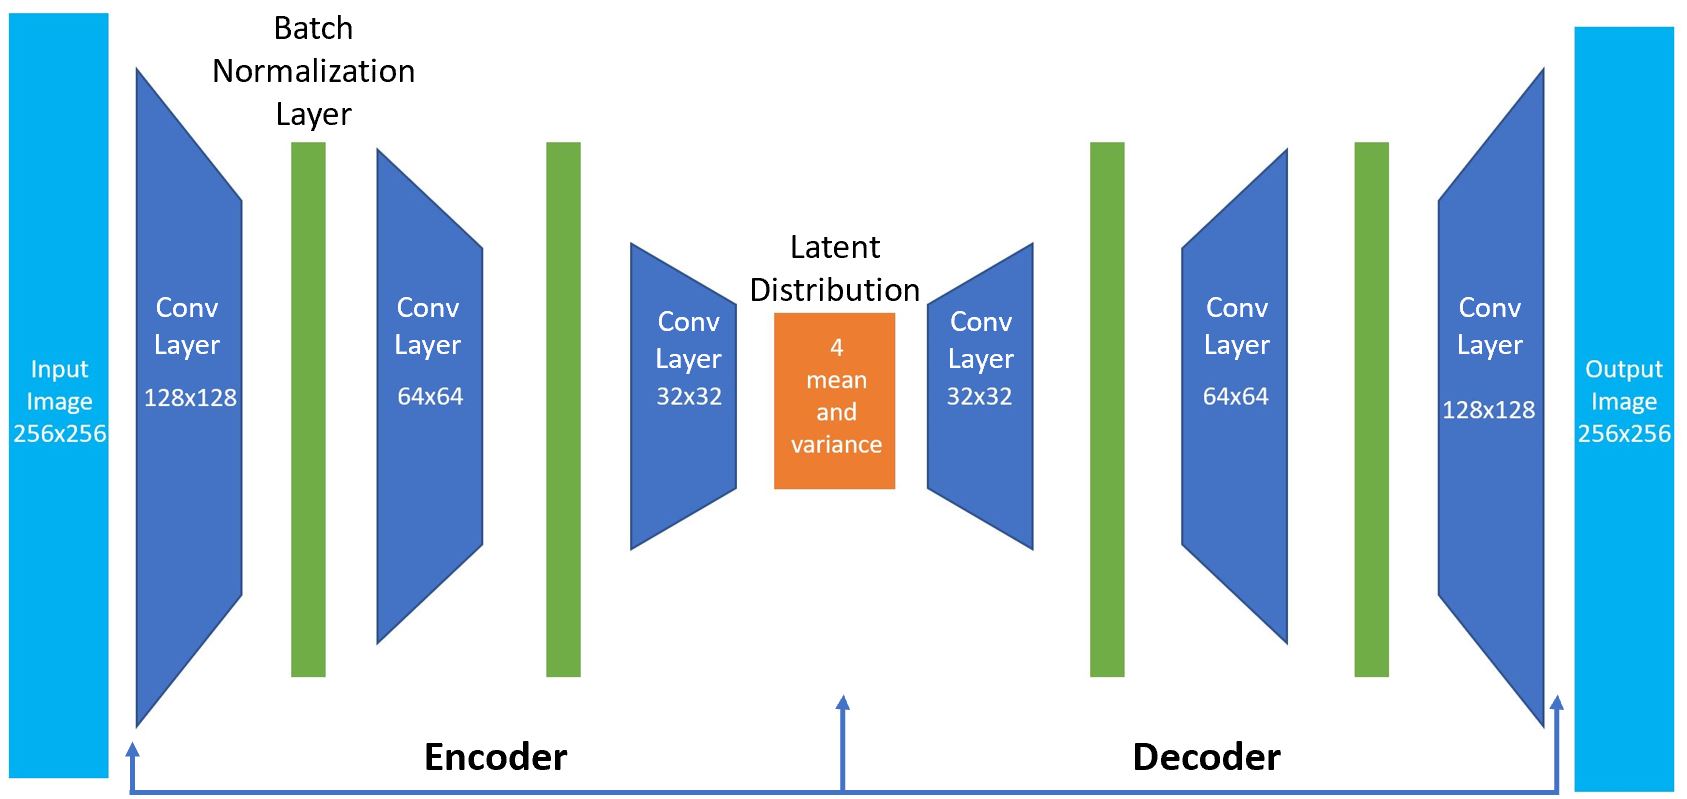 Input
Image
256x256
Batch
Normalization
Layer
Conv
Layer
128x128
Conv
Layer
64x64
Conv
Layer
32x32
Latent
Distribution
4
mean
and
variance
Conv
Layer
32x32
Conv
Layer
64x64
Conv
Layer
128x128
Output
Image
256x256
Encoder
Decoder